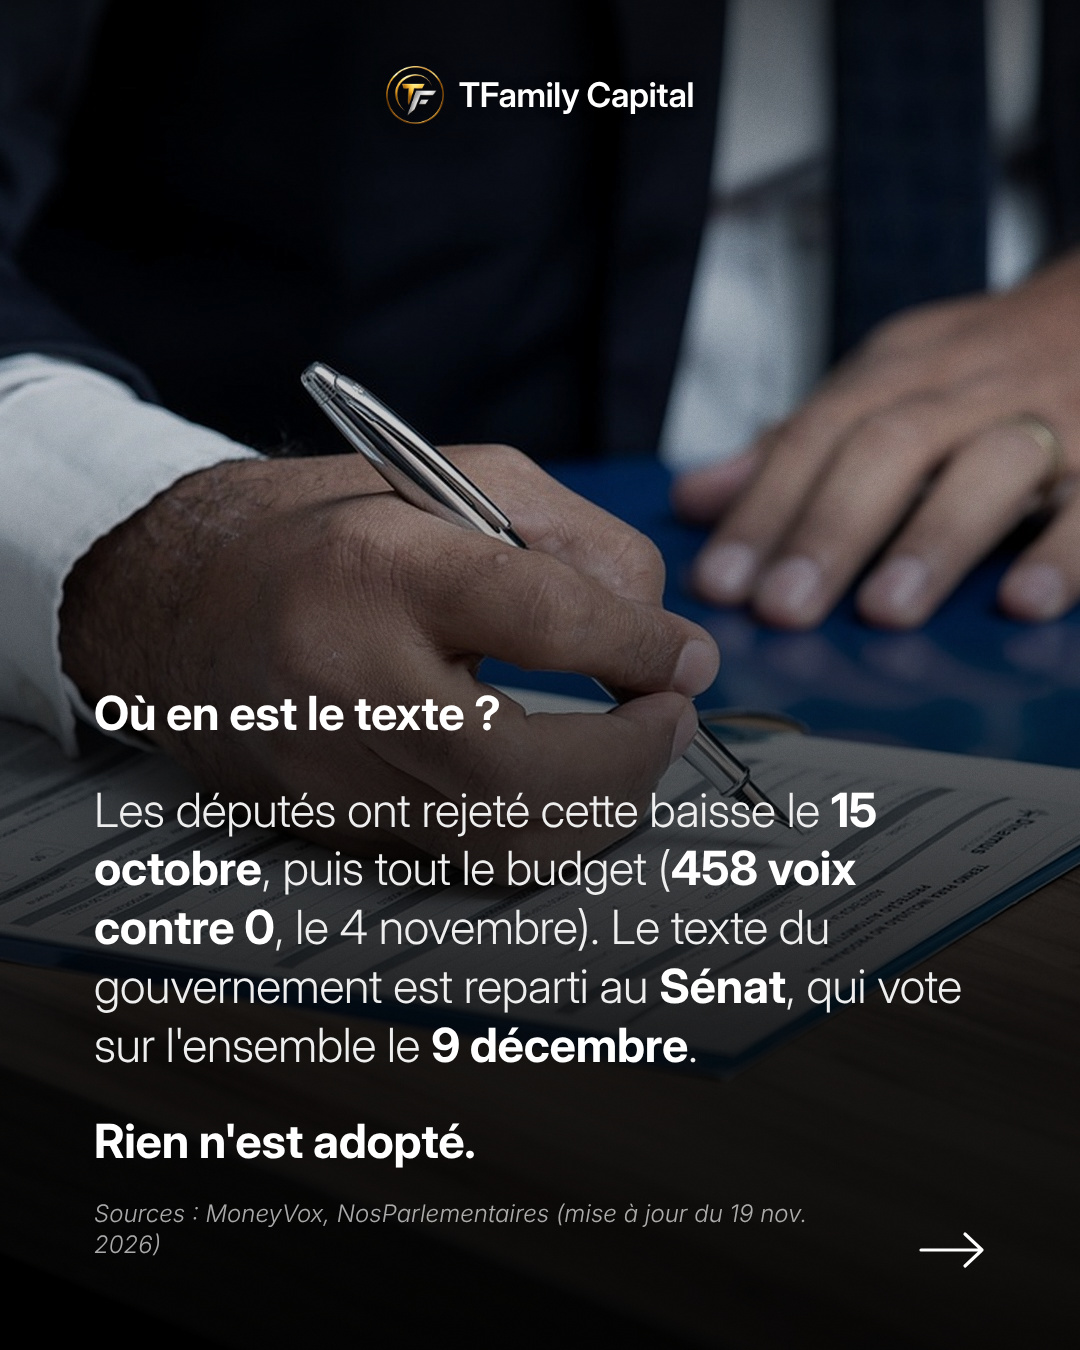 TFamily Capital
Où en est le texte ?
Les députés ont rejeté cette baisse le 15
octobre, puis tout le budget (458 voix
contre 0, le 4 novembre). Le texte du
gouvernement est reparti au Sénat, qui vote
sur l'ensemble le 9 décembre.
Rien n'est adopté.
Sources : MoneyVox, NosParlementaires (mise à jour du 19 nov.
2026)